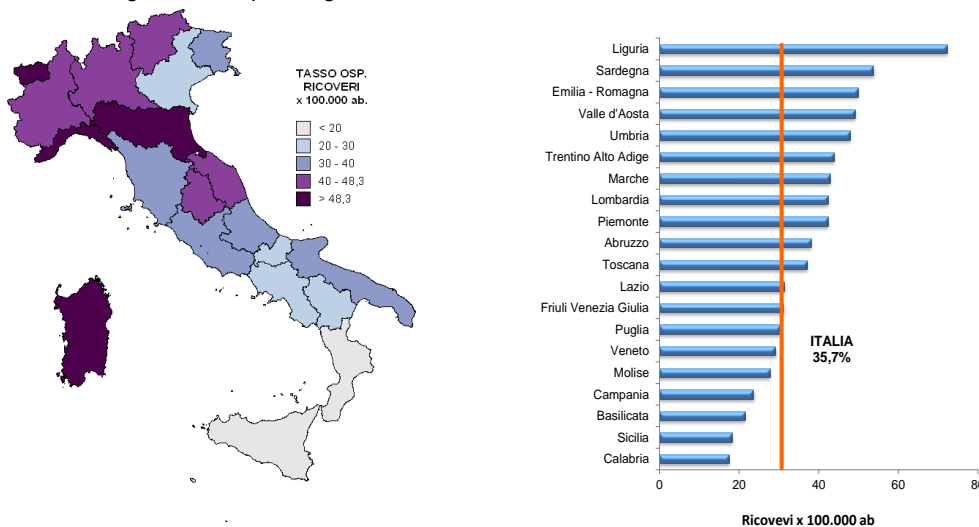 TASSO OSP.
RICOVERI
x 100.000 ab.
< 20
20 - 30
30 - 40
40 - 48,3
> 48,3
Liguria
Sardegna
Emilia - Romagna
Valle d'Aosta
Umbria
Trentino Alto Adige
Marche
Lombardia
Piemonte
Abruzzo
Toscana
Lazio
Friuli Venezia Giulia
Puglia
Veneto
Molise
Campania
Basilicata
Sicilia
Calabria
ITALIA
35,7%
0 20 40 60 80
Ricovevi x 100.000 ab